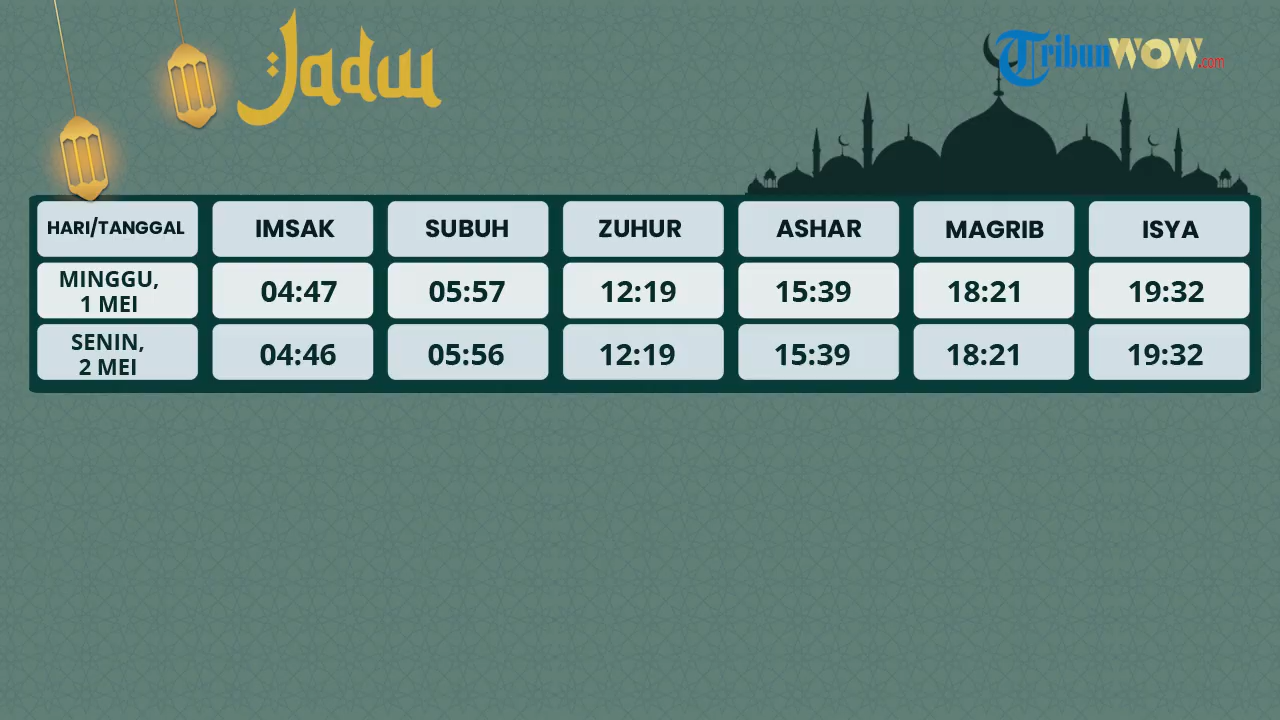 Jadwl
TribunWOW.com
HARI/TANGGAL IMSAK SUBUH ZUHUR ASHAR MAGRIB ISYA
MINGGU,
1 MEI 04:47 05:57 12:19 15:39 18:21 19:32
SENIN,
2 MEI 04:46 05:56 12:19 15:39 18:21 19:32